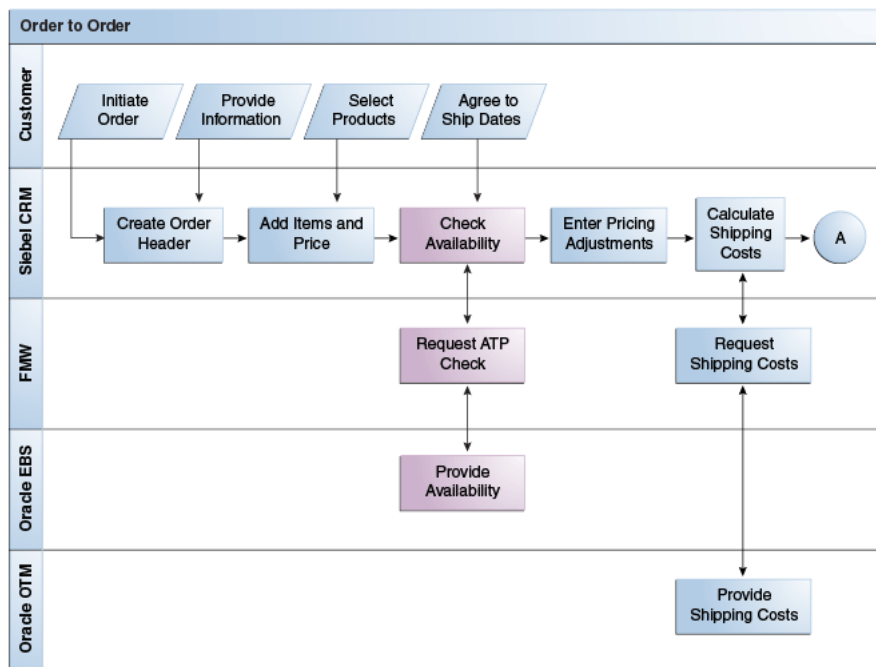 Order to Order
Customer
Initiate
Order
Provide
Information
Select
Products
Agree to
Ship Dates
Siebel CRM
Create Order
Header
Add Items and
Price
Check
Availability
Enter Pricing
Adjustments
Calculate
Shipping
Costs
A
FMW
Request ATP
Check
Request
Shipping Costs
Oracle EBS
Provide
Availability
Oracle OTM
Provide
Shipping Costs